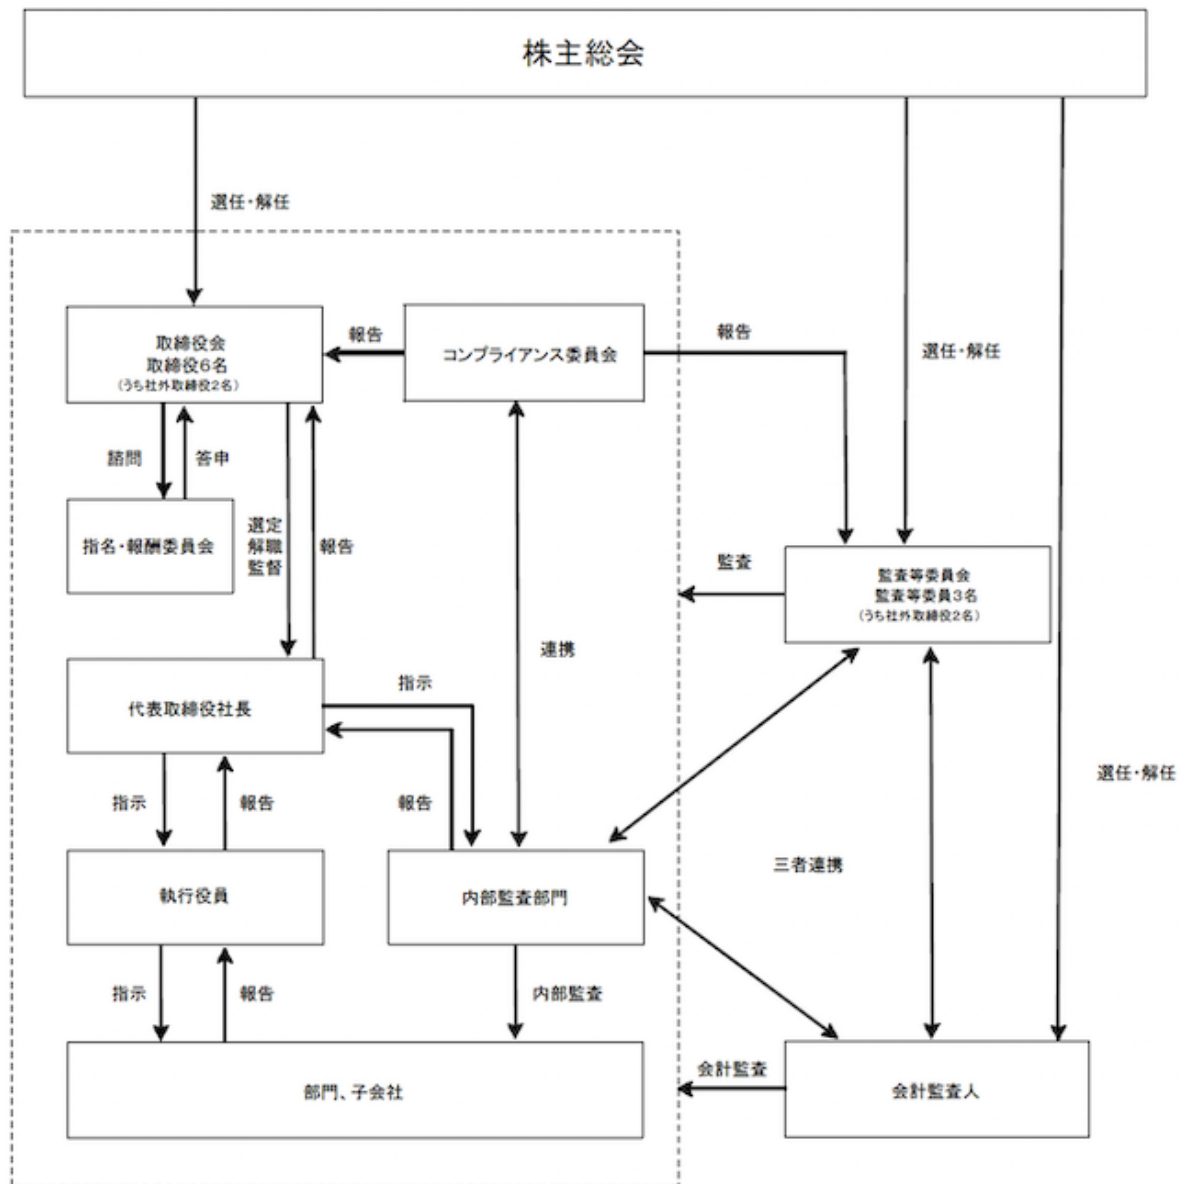 株主総会
選任・解任
報告
報告
取締役会
取締役6名
(うち社外取締役2名)
コンプライアンス委員会
選任・解任
諮問
答申
選定
解職
監督
報告
指名・報酬委員会
監査
監査等委員会
監査等委員3名
(うち社外取締役2名)
連携
指示
代表取締役社長
選任・解任
指示
報告
報告
三者連携
執行役員
内部監査部門
指示
報告
内部監査
会計監査
部門、子会社
会計監査人